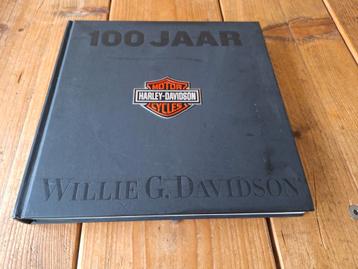 100 JAAR
MOTOR
HARLEY-DAVIDSON
CYCLES
WILLIE G. DAVIDSON